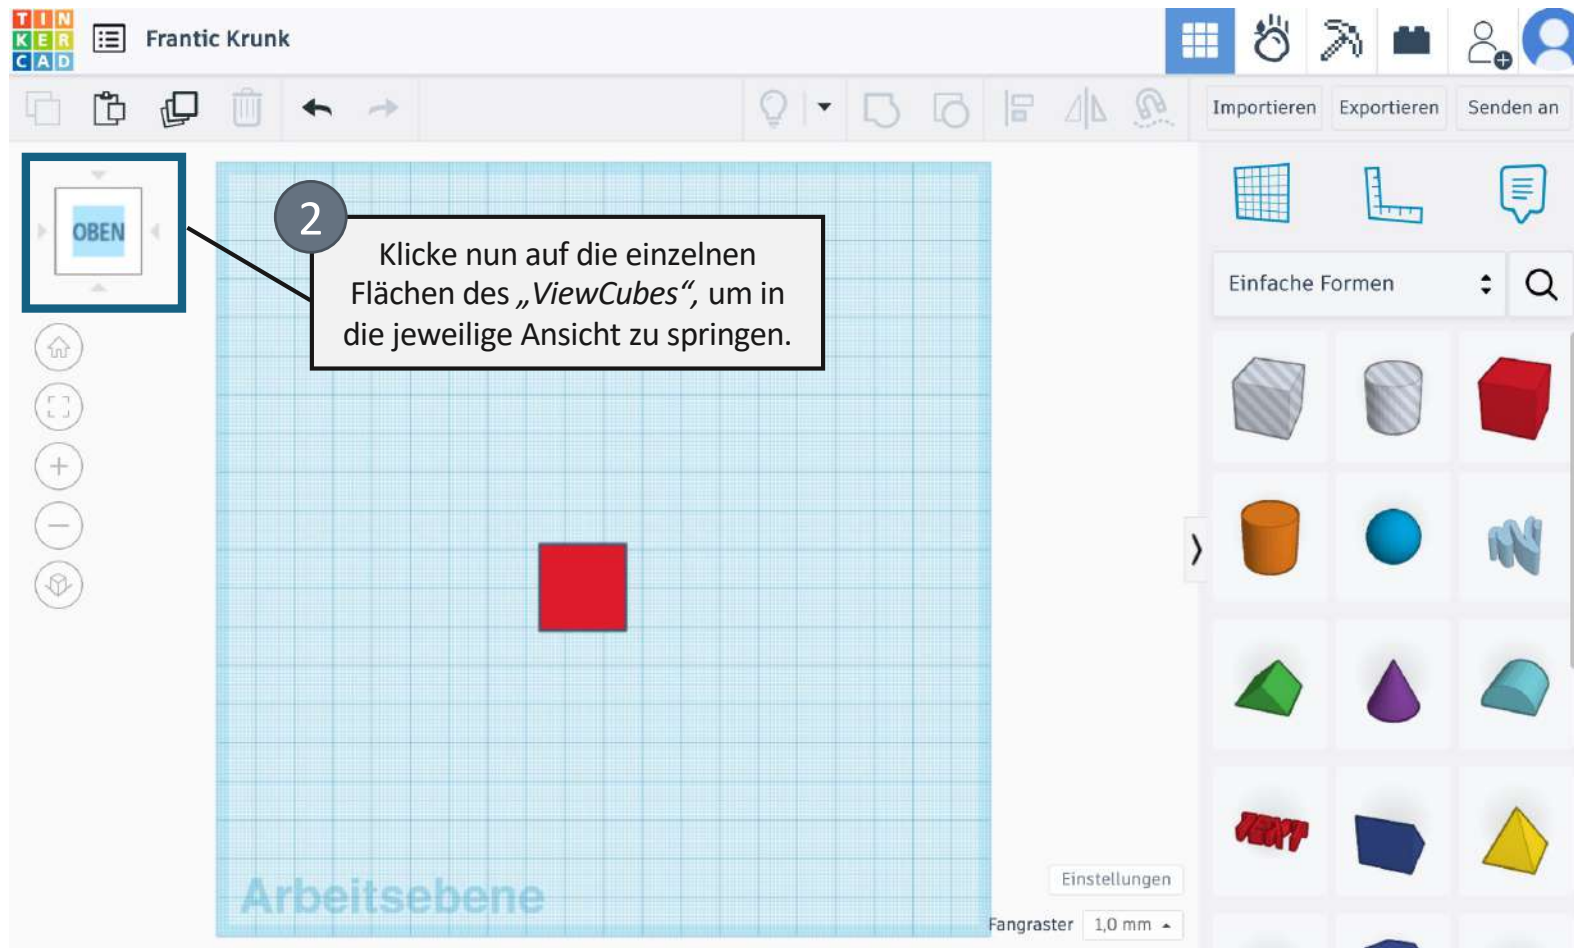 TIN
KER
CAD
Frantic Krunk
Importieren
Exportieren
Senden an
OBEN
2
Klicke nun auf die einzelnen
Flächen des „ViewCubes“, um in
die jeweilige Ansicht zu springen.
Einfache Formen
TEXT
Arbeitsebene
Einstellungen
Fangraster 1,0 mm